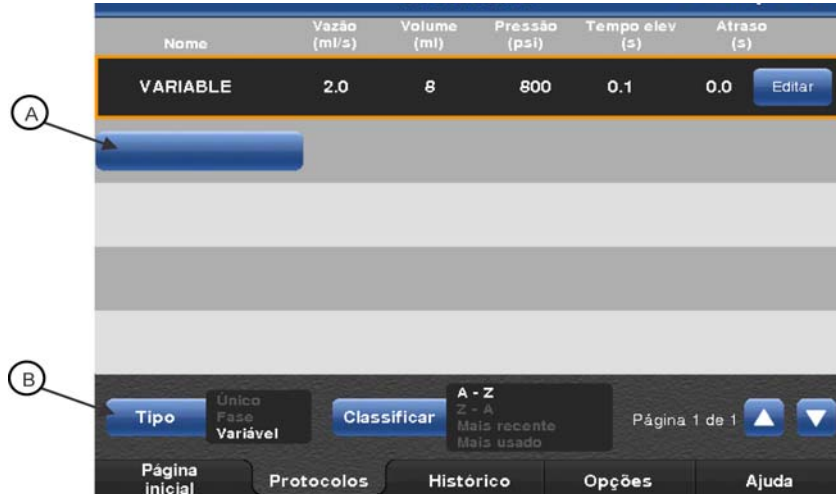 Nome Vazão (ml/s) Volume (ml) Pressão (psi) Tempo elev (s) Atraso (s)
VARIABLE 2.0 8 800 0.1 0.0 Editar
A
B
Tipo
Único
Fase
Variável
Classificar
A - Z
Z - A
Mais recente
Mais usado
Página 1 de 1
Página inicial
Protocolos
Histórico
Opções
Ajuda